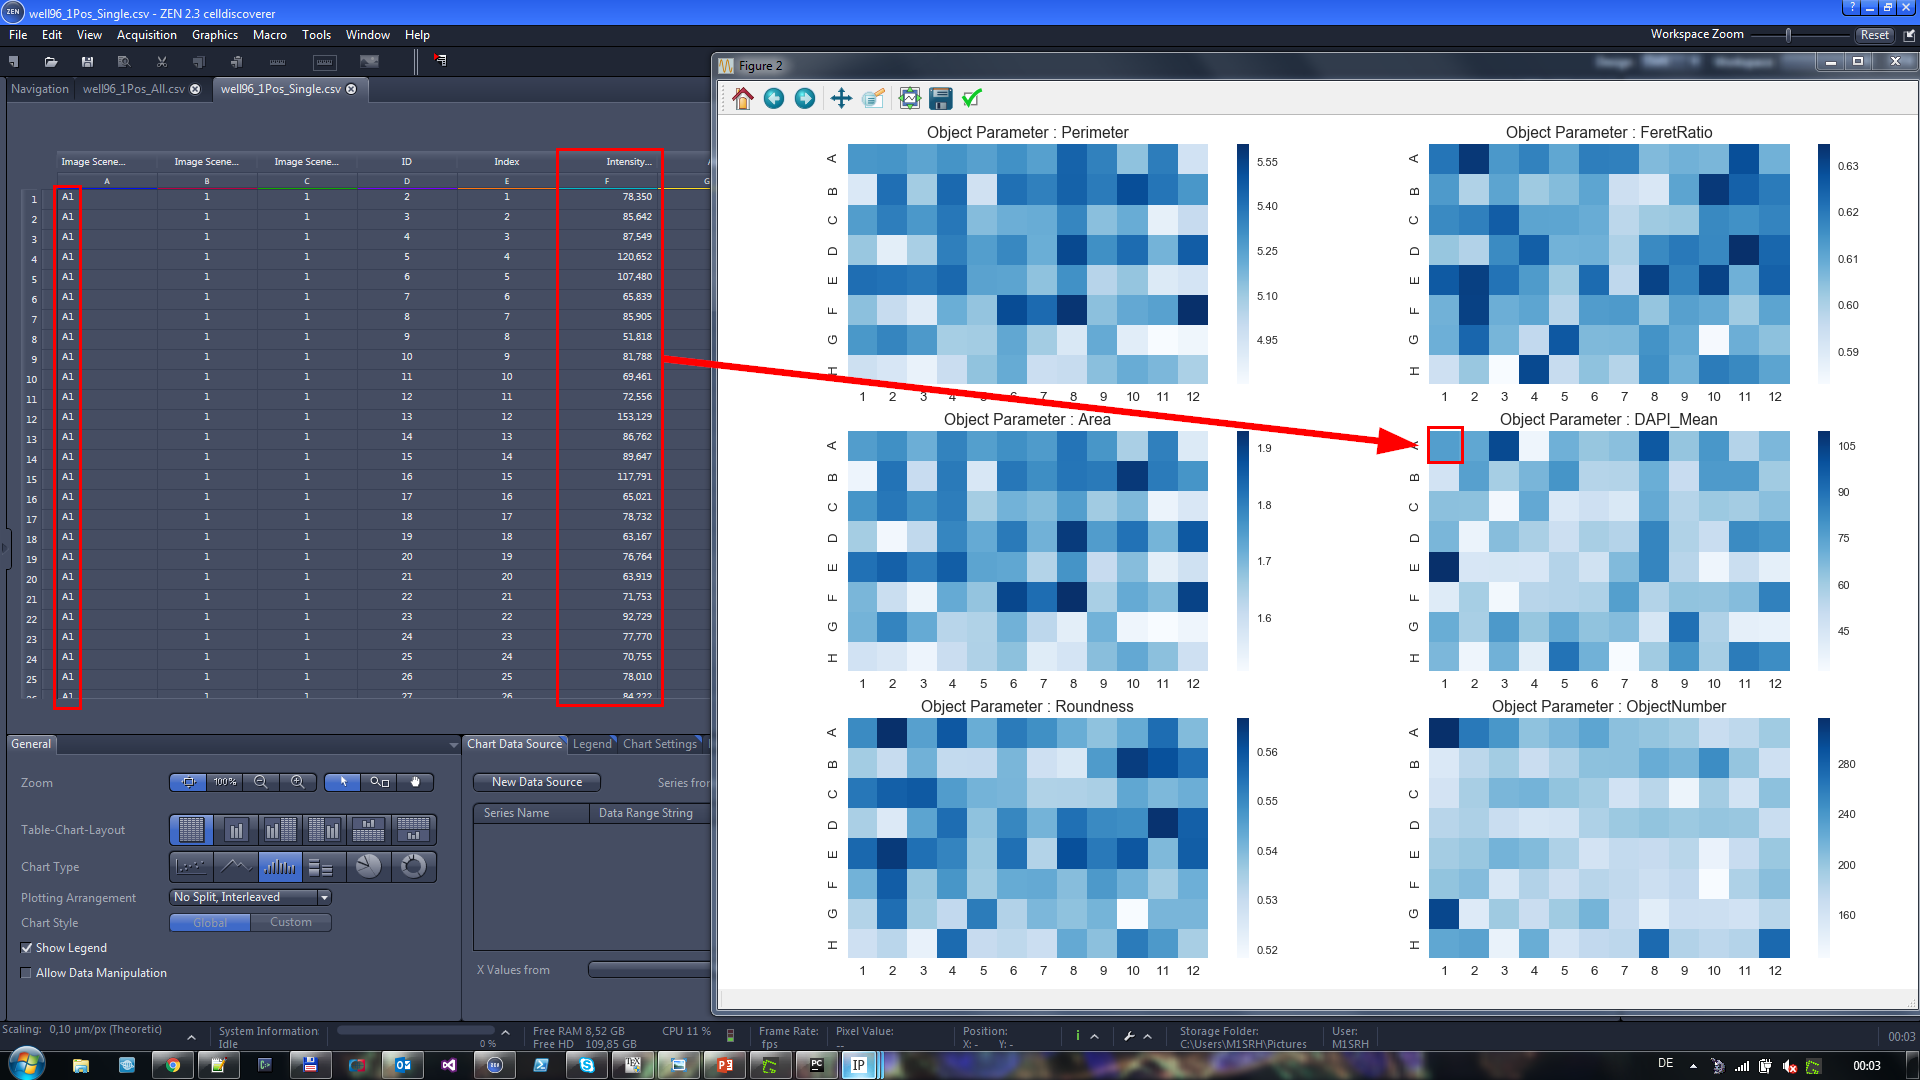 well96_1Pos_Single.csv - ZEN 2.3 celldiscoverer
File Edit View Acquisition Graphics Macro Tools Window Help
Workspace Zoom Reset
Navigation well96_1Pos_All.csv well96_1Pos_Single.csv
Image Scene... Image Scene... Image Scene... ID Index Intensity...
A B C D E F G
1 A1 1 1 2 1 78,350
2 A1 1 1 3 2 85,642
3 A1 1 1 4 3 87,549
4 A1 1 1 5 4 120,652
5 A1 1 1 6 5 107,480
6 A1 1 1 7 6 65,839
7 A1 1 1 8 7 85,905
8 A1 1 1 9 8 51,818
9 A1 1 1 10 9 81,788
10 A1 1 1 11 10 69,461
11 A1 1 1 12 11 72,556
12 A1 1 1 13 12 153,129
13 A1 1 1 14 13 86,762
14 A1 1 1 15 14 89,647
15 A1 1 1 16 15 117,791
16 A1 1 1 17 16 65,021
17 A1 1 1 18 17 78,732
18 A1 1 1 19 18 63,167
19 A1 1 1 20 19 76,764
20 A1 1 1 21 20 63,919
21 A1 1 1 22 21 71,753
22 A1 1 1 23 22 92,729
23 A1 1 1 24 23 77,770
24 A1 1 1 25 24 70,755
25 A1 1 1 26 25 78,010
26 A1 1 1 27 26 84,222
General
Zoom 100%
Table-Chart-Layout
Chart Type
Plotting Arrangement No Split, Interleaved
Chart Style Global Custom
Show Legend
Allow Data Manipulation
Chart Data Source Legend Chart Settings
New Data Source Series from
Series Name Data Range String
X Values from
Figure 2
Object Parameter : Perimeter
A B C D E F G H
1 2 3 4 5 6 7 8 9 10 11 12
5.55
5.40
5.25
5.10
4.95
Object Parameter : FeretRatio
A B C D E F G H
1 2 3 4 5 6 7 8 9 10 11 12
0.63
0.62
0.61
0.60
0.59
Object Parameter : Area
A B C D E F G H
1 2 3 4 5 6 7 8 9 10 11 12
1.9
1.8
1.7
1.6
Object Parameter : DAPI_Mean
A B C D E F G H
1 2 3 4 5 6 7 8 9 10 11 12
105
90
75
60
45
Object Parameter : Roundness
A B C D E F G H
1 2 3 4 5 6 7 8 9 10 11 12
0.56
0.55
0.54
0.53
0.52
Object Parameter : ObjectNumber
A B C D E F G H
1 2 3 4 5 6 7 8 9 10 11 12
280
240
200
160
Scaling: 0,10 µm/px (Theoretic)
System Information:
Idle 0 %
Free RAM 8,52 GB
Free HD 109,85 GB
CPU 11 %
Frame Rate:
fps
Pixel Value:
--
Position:
X: - Y: -
Storage Folder:
C:\Users\M1SRH\Pictures
User:
M1SRH
00:03
DE 00:03